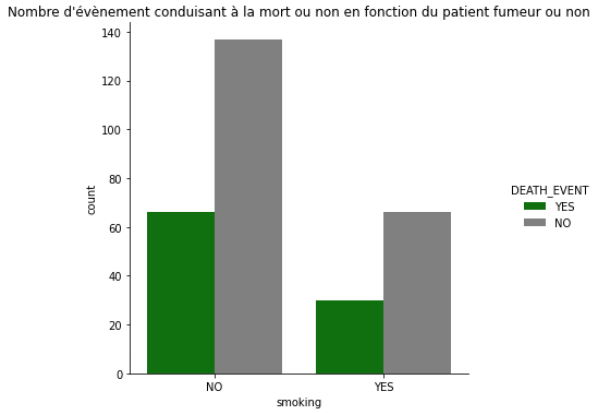 Nombre d'évènement conduisant à la mort ou non en fonction du patient fumeur ou non
140
120
100
80
60
40
20
0
count
NO
YES
smoking
DEATH_EVENT
YES
NO